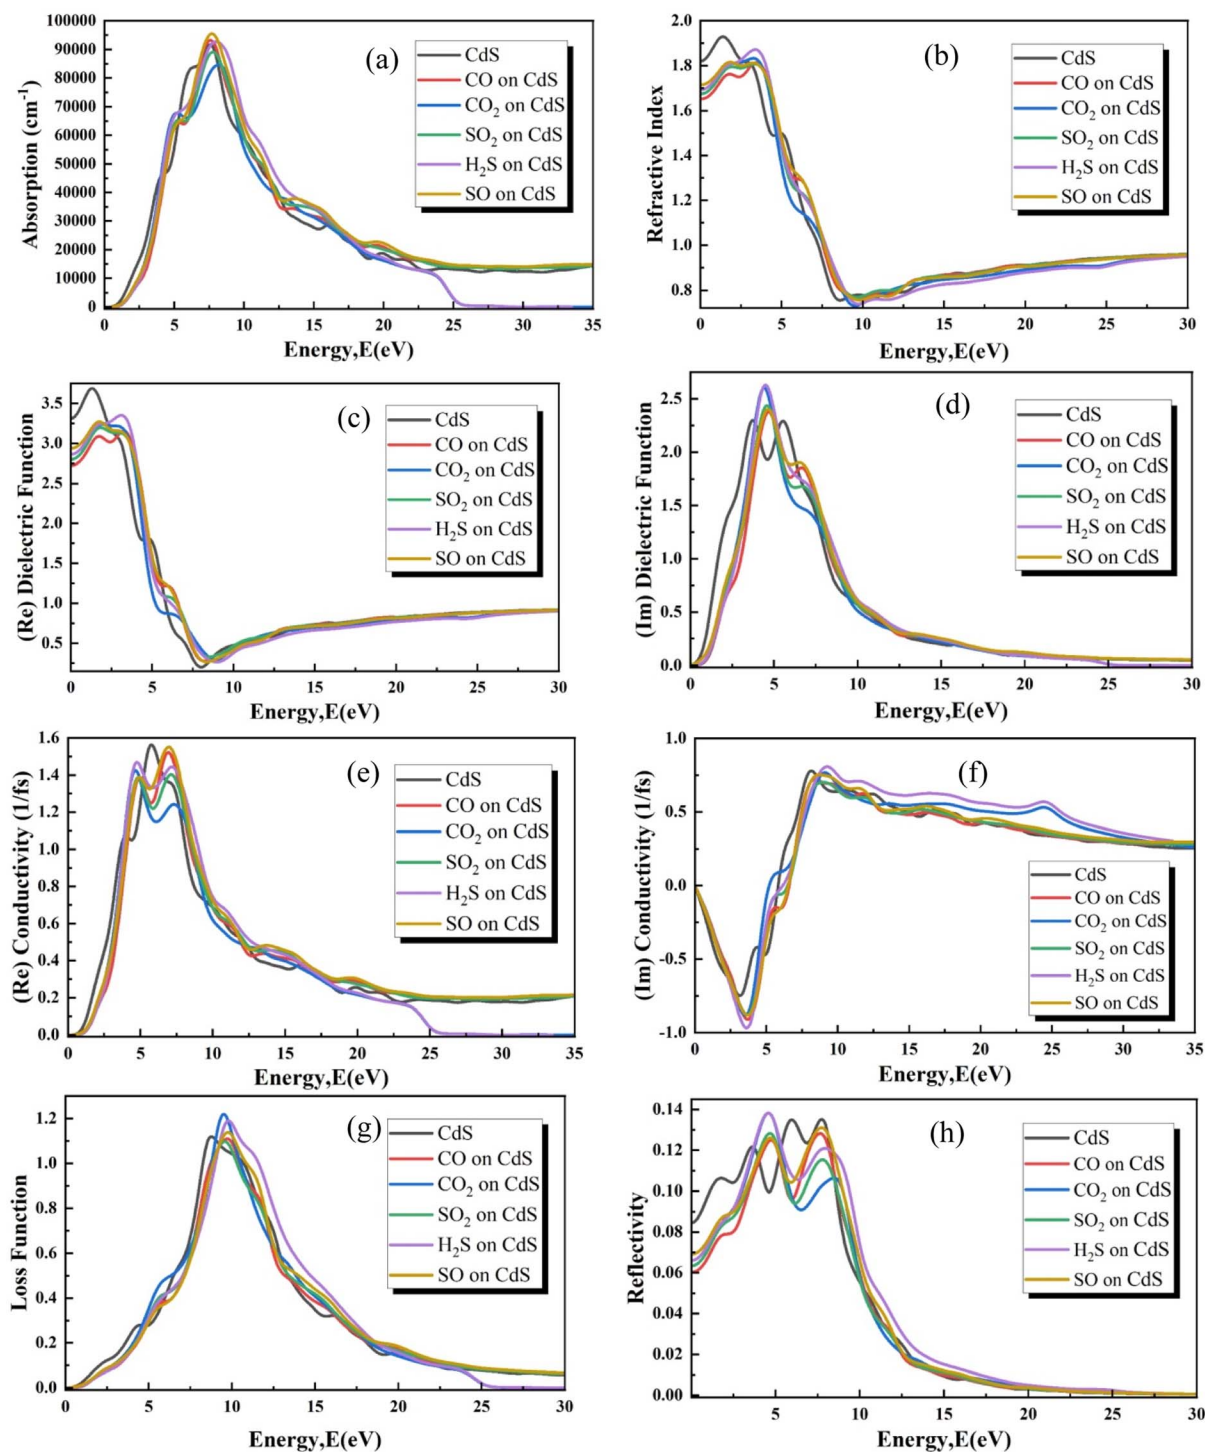 (a)
Absorption (cm⁻¹)
100000
90000
80000
70000
60000
50000
40000
30000
20000
10000
0
0 5 10 15 20 25 30 35
Energy,E(eV)
CdS
CO on CdS
CO₂ on CdS
SO₂ on CdS
H₂S on CdS
SO on CdS
(b)
Refractive Index
2.0
1.8
1.6
1.4
1.2
1.0
0.8
0 5 10 15 20 25 30
Energy,E(eV)
CdS
CO on CdS
CO₂ on CdS
SO₂ on CdS
H₂S on CdS
SO on CdS
(c)
(Re) Dielectric Function
3.5
3.0
2.5
2.0
1.5
1.0
0.5
0 5 10 15 20 25 30
Energy,E(eV)
CdS
CO on CdS
CO₂ on CdS
SO₂ on CdS
H₂S on CdS
SO on CdS
(d)
(Im) Dielectric Function
2.5
2.0
1.5
1.0
0.5
0.0
0 5 10 15 20 25 30
Energy,E(eV)
CdS
CO on CdS
CO₂ on CdS
SO₂ on CdS
H₂S on CdS
SO on CdS
(e)
(Re) Conductivity (1/fs)
1.6
1.4
1.2
1.0
0.8
0.6
0.4
0.2
0.0
0 5 10 15 20 25 30 35
Energy,E(eV)
CdS
CO on CdS
CO₂ on CdS
SO₂ on CdS
H₂S on CdS
SO on CdS
(f)
(Im) Conductivity (1/fs)
1.0
0.5
0.0
-0.5
-1.0
0 5 10 15 20 25 30 35
Energy,E(eV)
CdS
CO on CdS
CO₂ on CdS
SO₂ on CdS
H₂S on CdS
SO on CdS
(g)
Loss Function
1.2
1.0
0.8
0.6
0.4
0.2
0.0
0 5 10 15 20 25 30
Energy,E(eV)
CdS
CO on CdS
CO₂ on CdS
SO₂ on CdS
H₂S on CdS
SO on CdS
(h)
Reflectivity
0.14
0.12
0.10
0.08
0.06
0.04
0.02
0.00
5 10 15 20 25 30
Energy,E(eV)
CdS
CO on CdS
CO₂ on CdS
SO₂ on CdS
H₂S on CdS
SO on CdS